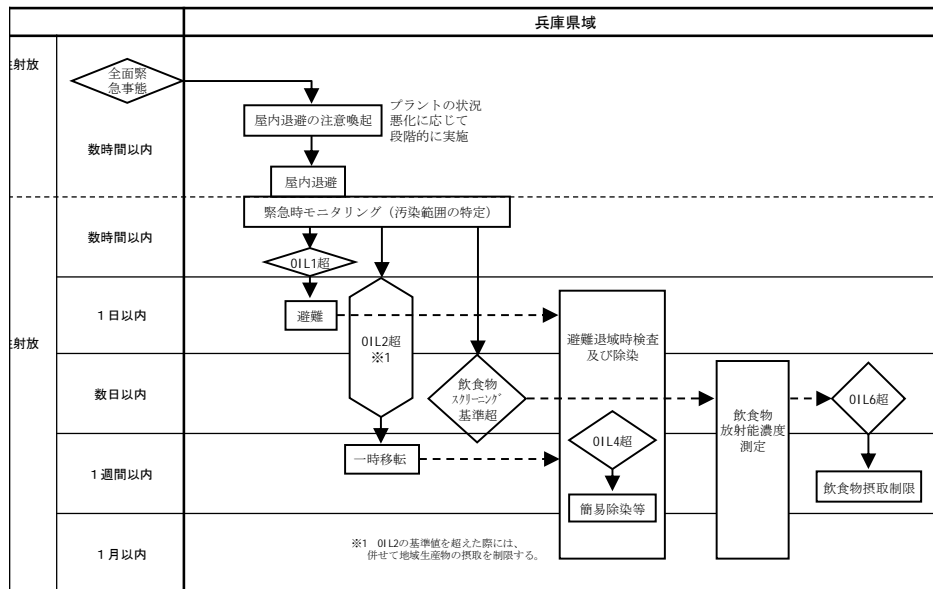 兵庫県域
射放
全面緊
急事態
屋内退避の注意喚起
プラントの状況
悪化に応じて
段階的に実施
数時間以内
屋内退避
緊急時モニタリング（汚染範囲の特定）
数時間以内
OIL1超
１日以内
避難
OIL2超
※1
避難退域時検査
及び除染
射放
数日以内
飲食物
ｽｸﾘｰﾆﾝｸﾞ
基準超
飲食物
放射能濃度
測定
OIL6超
OIL4超
１週間以内
一時移転
飲食物摂取制限
簡易除染等
１月以内
※1　OIL2の基準値を超えた際には、
併せて地域生産物の摂取を制限する。